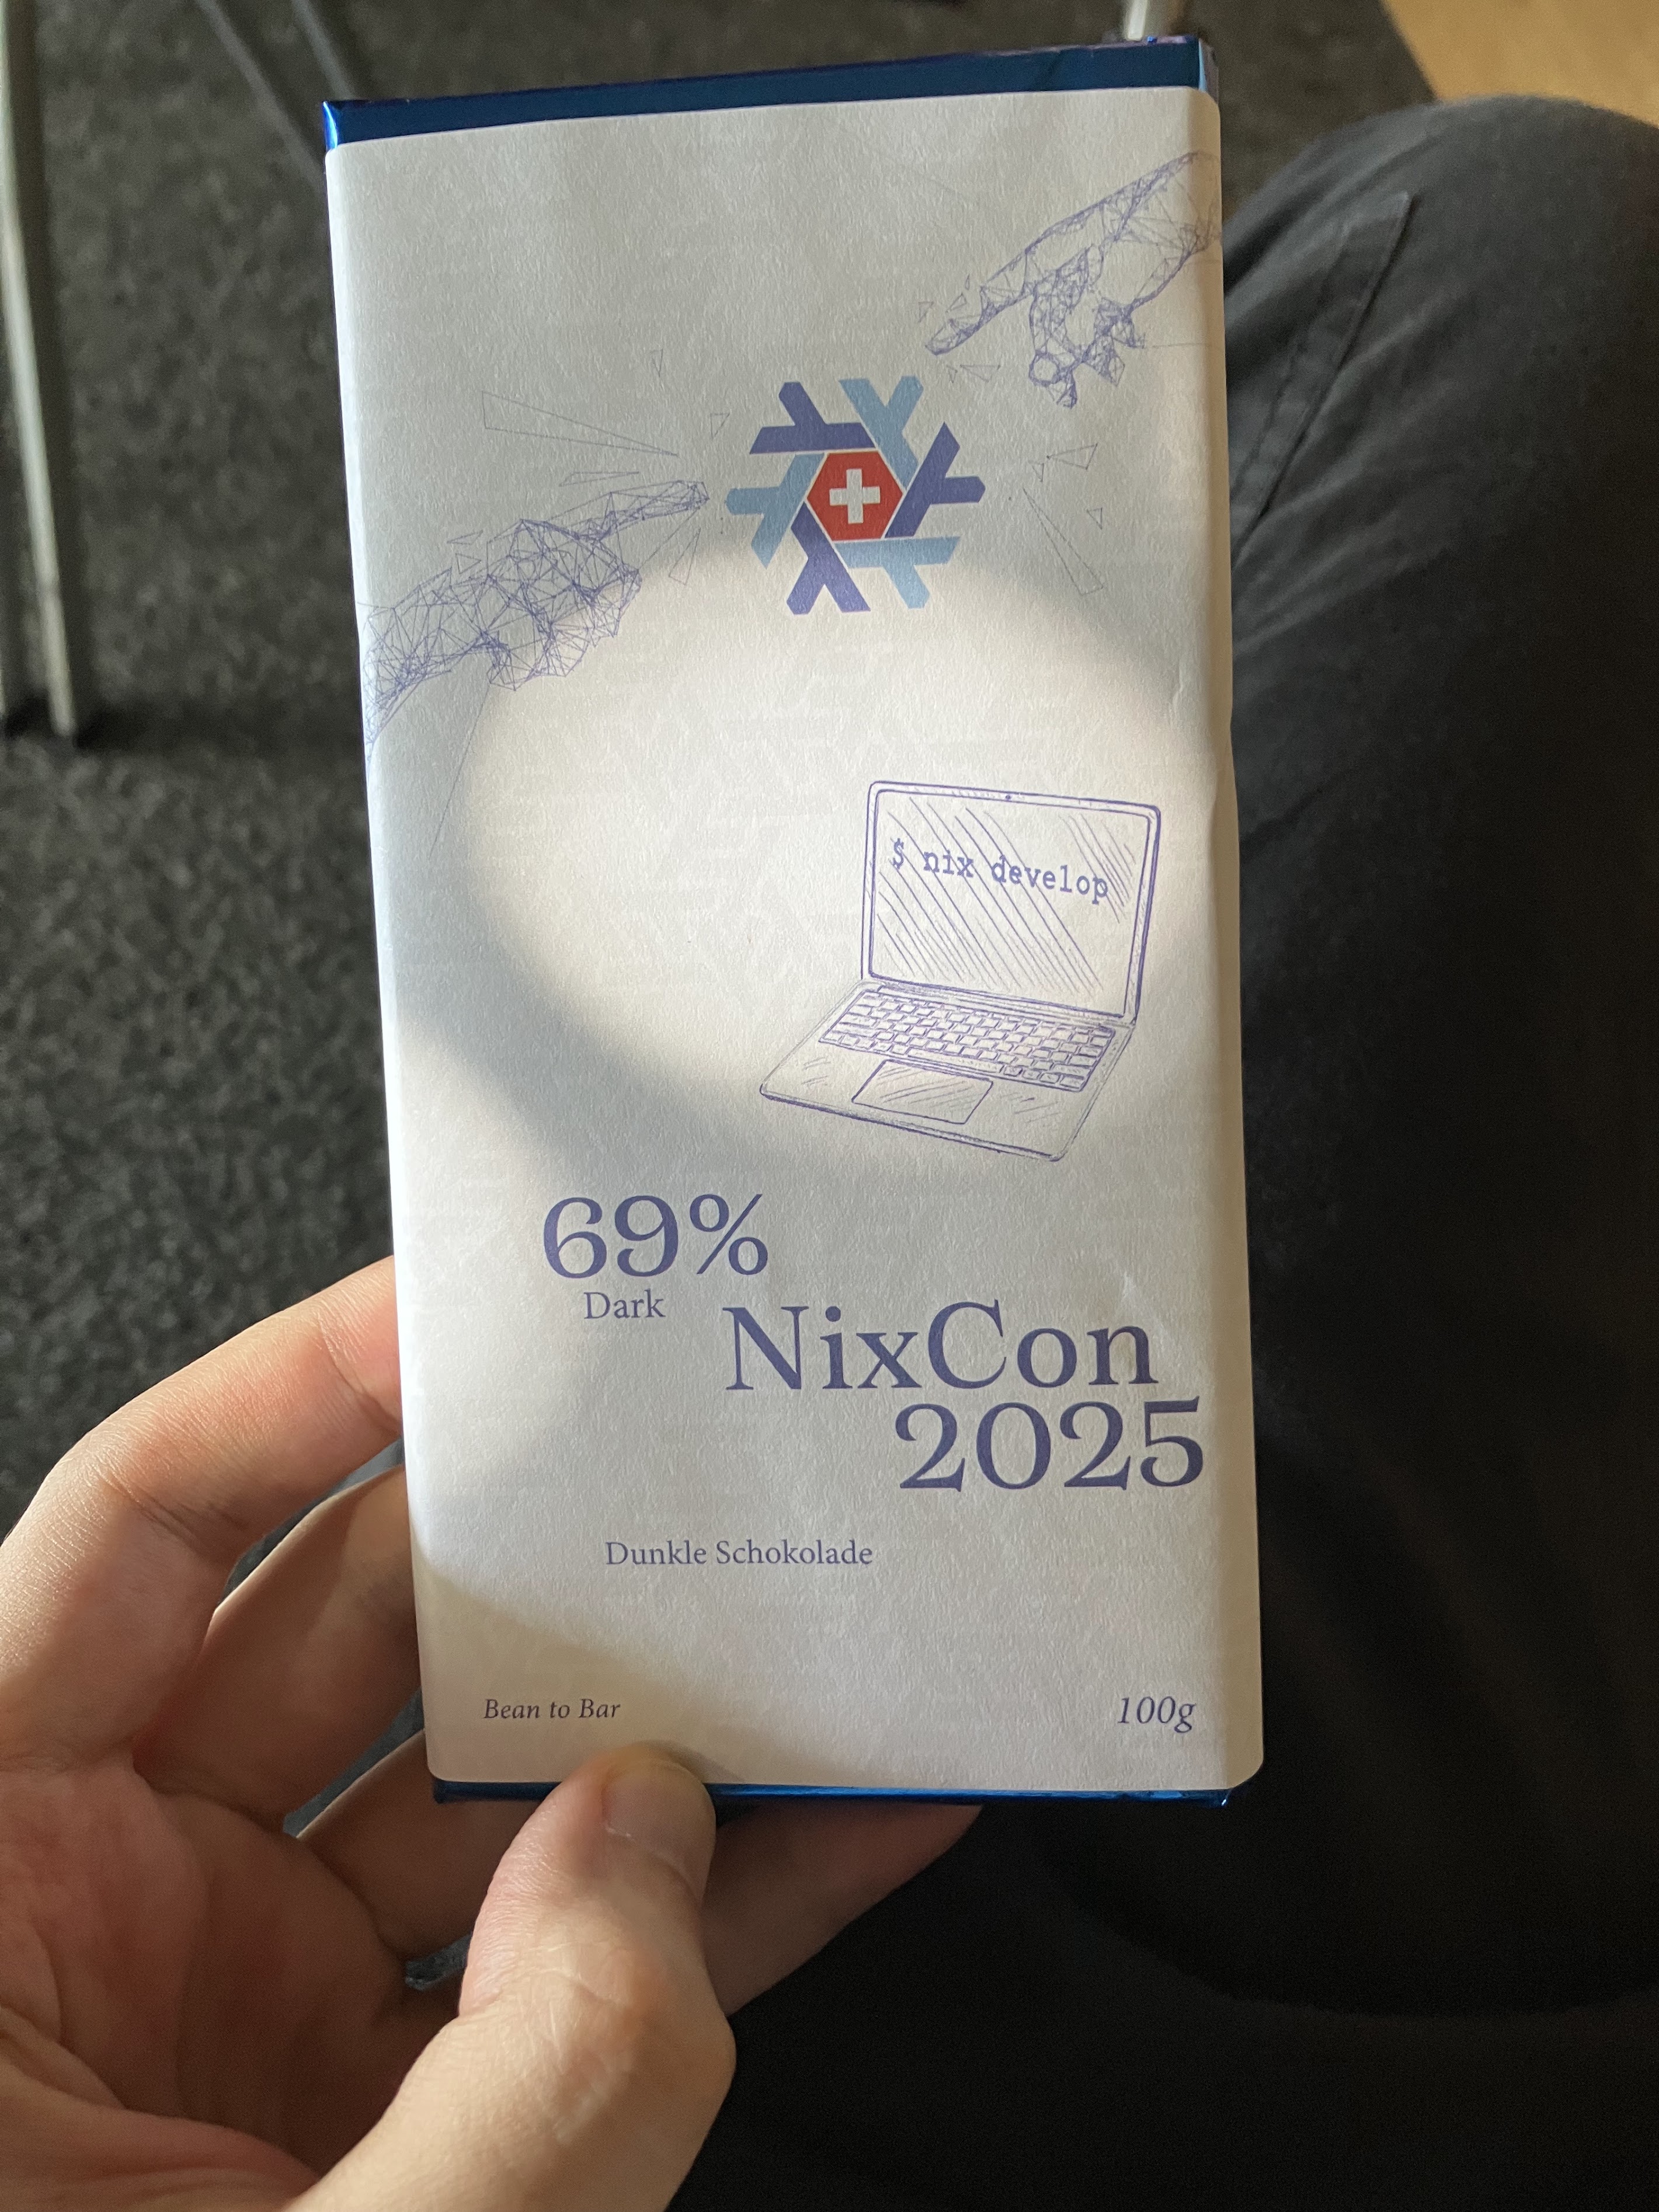 $ nix develop
69%
Dark
NixCon
2025
Dunkle Schokolade
Bean to Bar
100g